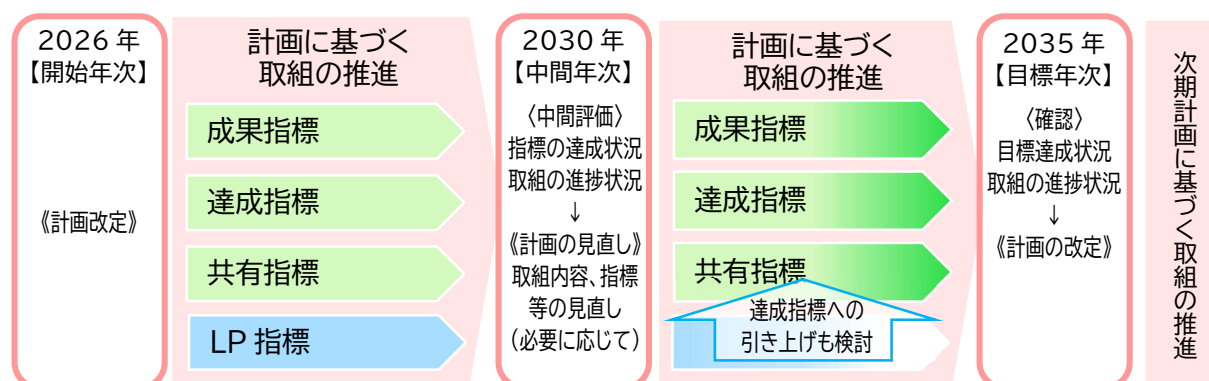 2026 年
【開始年次】
《計画改定》
計画に基づく
取組の推進
成果指標
達成指標
共有指標
LP 指標
2030 年
【中間年次】
〈中間評価〉
指標の達成状況
取組の進捗状況
↓
《計画の見直し》
取組内容、指標
等の見直し
（必要に応じて）
計画に基づく
取組の推進
成果指標
達成指標
共有指標
達成指標への
引き上げも検討
2035 年
【目標年次】
〈確認〉
目標達成状況
取組の進捗状況
↓
《計画の改定》
次期計画に基づく取組の推進